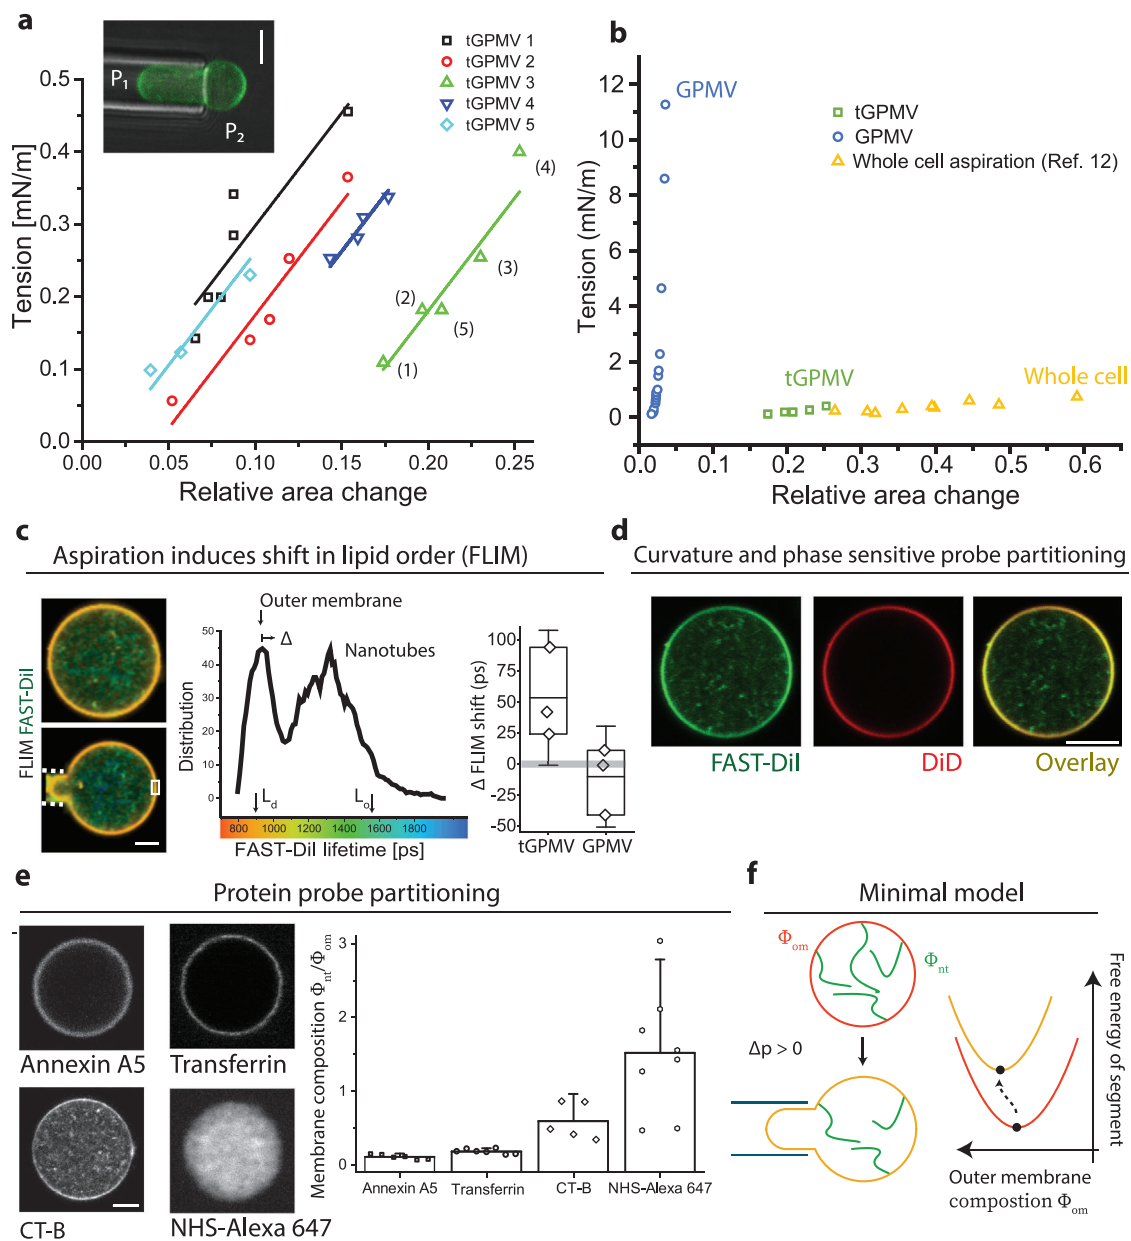 a
tGPMV 1
tGPMV 2
tGPMV 3
tGPMV 4
tGPMV 5
P1
P2
(1)
(2)
(3)
(4)
(5)
0.5
0.4
0.3
0.2
0.1
0.0
Tension [mN/m]
0.00 0.05 0.10 0.15 0.20 0.25
Relative area change
b
GPMV
tGPMV
GPMV
Whole cell aspiration (Ref. 12)
tGPMV
Whole cell
12
10
8
6
4
2
0
Tension (mN/m)
0.0 0.1 0.2 0.3 0.4 0.5 0.6
Relative area change
c
Aspiration induces shift in lipid order (FLIM)
FLIM FAST-DiI
Outer membrane
Δ
Nanotubes
50
40
30
20
10
0
Distribution
Ld
Lo
800 1000 1200 1400 1600 1800
FAST-DiI lifetime [ps]
100
50
0
-25
-50
Δ FLIM shift (ps)
tGPMV GPMV
d
Curvature and phase sensitive probe partitioning
FAST-DiI
DiD
Overlay
e
Protein probe partitioning
Annexin A5
Transferrin
CT-B
NHS-Alexa 647
3
2
1
0
Membrane composition Φnt/Φom
Annexin A5 Transferrin CT-B NHS-Alexa 647
f
Minimal model
Φom
Φnt
Δp > 0
Free energy of segment
Outer membrane
compostion Φom